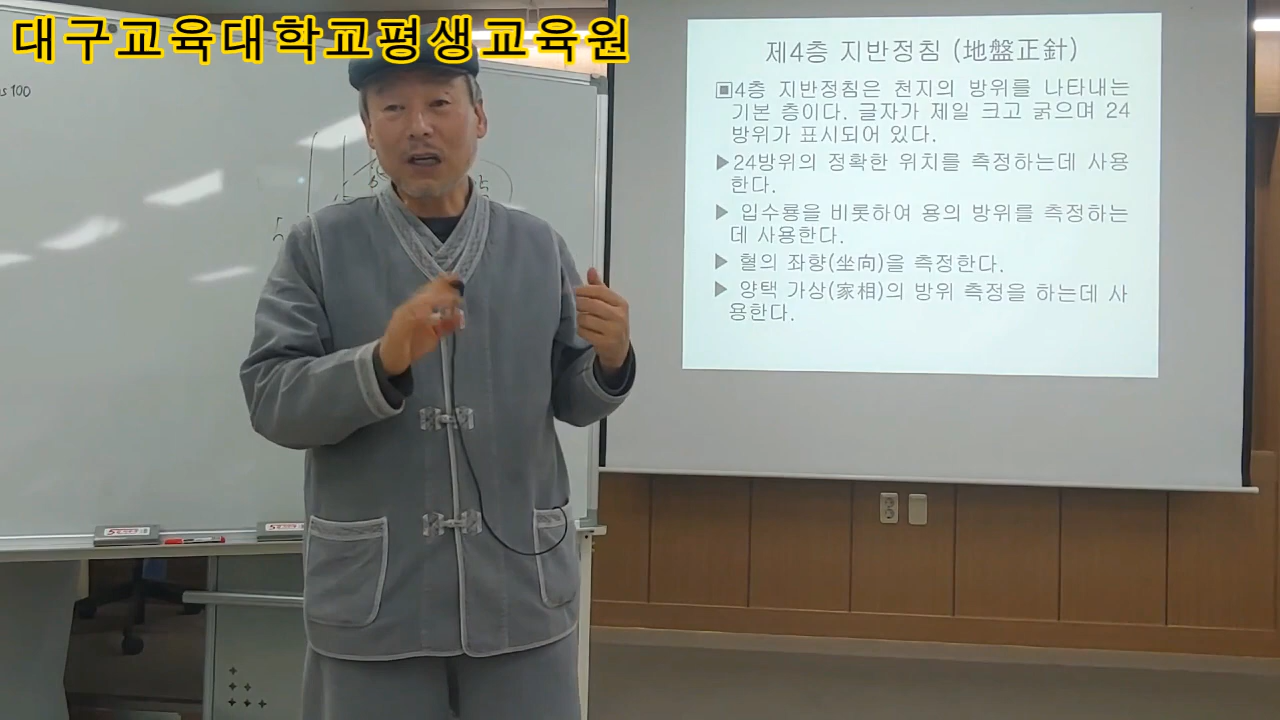 대구교육대학교평생교육원
제4층 지반정침 (地盤正針)
▣4층 지반정침은 천지의 방위를 나타내는
기본 층이다. 글자가 제일 크고 굵으며 24
방위가 표시되어 있다.
▶24방위의 정확한 위치를 측정하는데 사용
한다.
▶ 입수룡을 비롯하여 용의 방위를 측정하는
데 사용한다.
▶ 혈의 좌향(坐向)을 측정한다.
▶ 양택 가상(家相)의 방위 측정을 하는데 사
용한다.
100